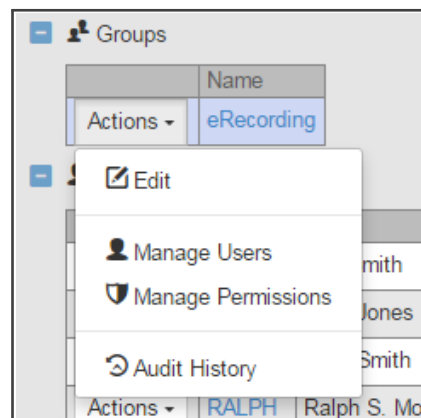 Groups
Name
Actions eRecording
Edit
Manage Users
mith
Manage Permissions
Jones
Smith
Audit History
Actions RALPH Ralph S. Mo